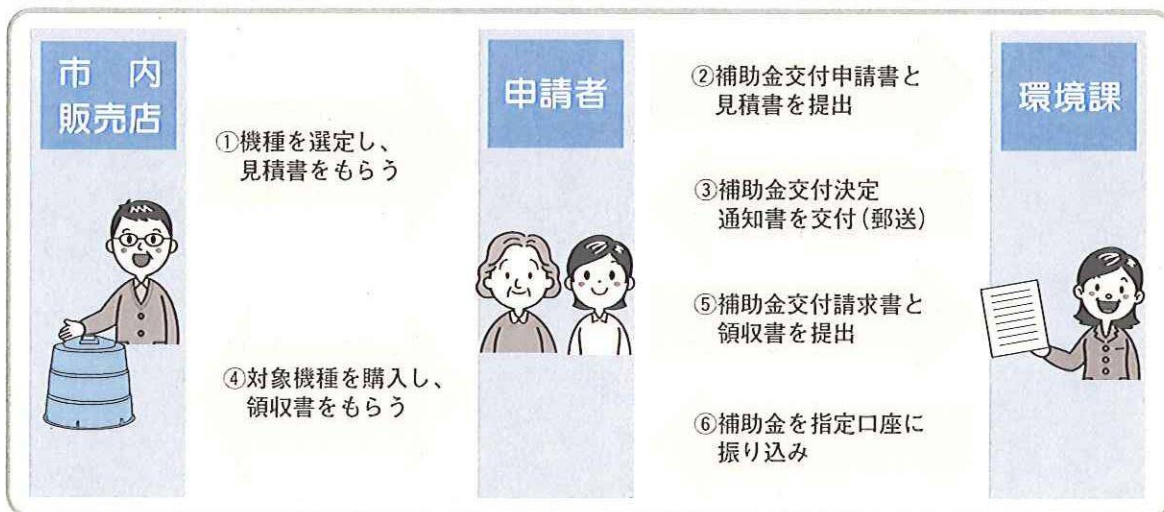 市内
販売店
①機種を選定し、
見積書をもらう
④対象機種を購入し、
領収書をもらう
申請者
②補助金交付申請書と
見積書を提出
③補助金交付決定
通知書を交付(郵送)
⑤補助金交付請求書と
領収書を提出
⑥補助金を指定口座に
振り込み
環境課